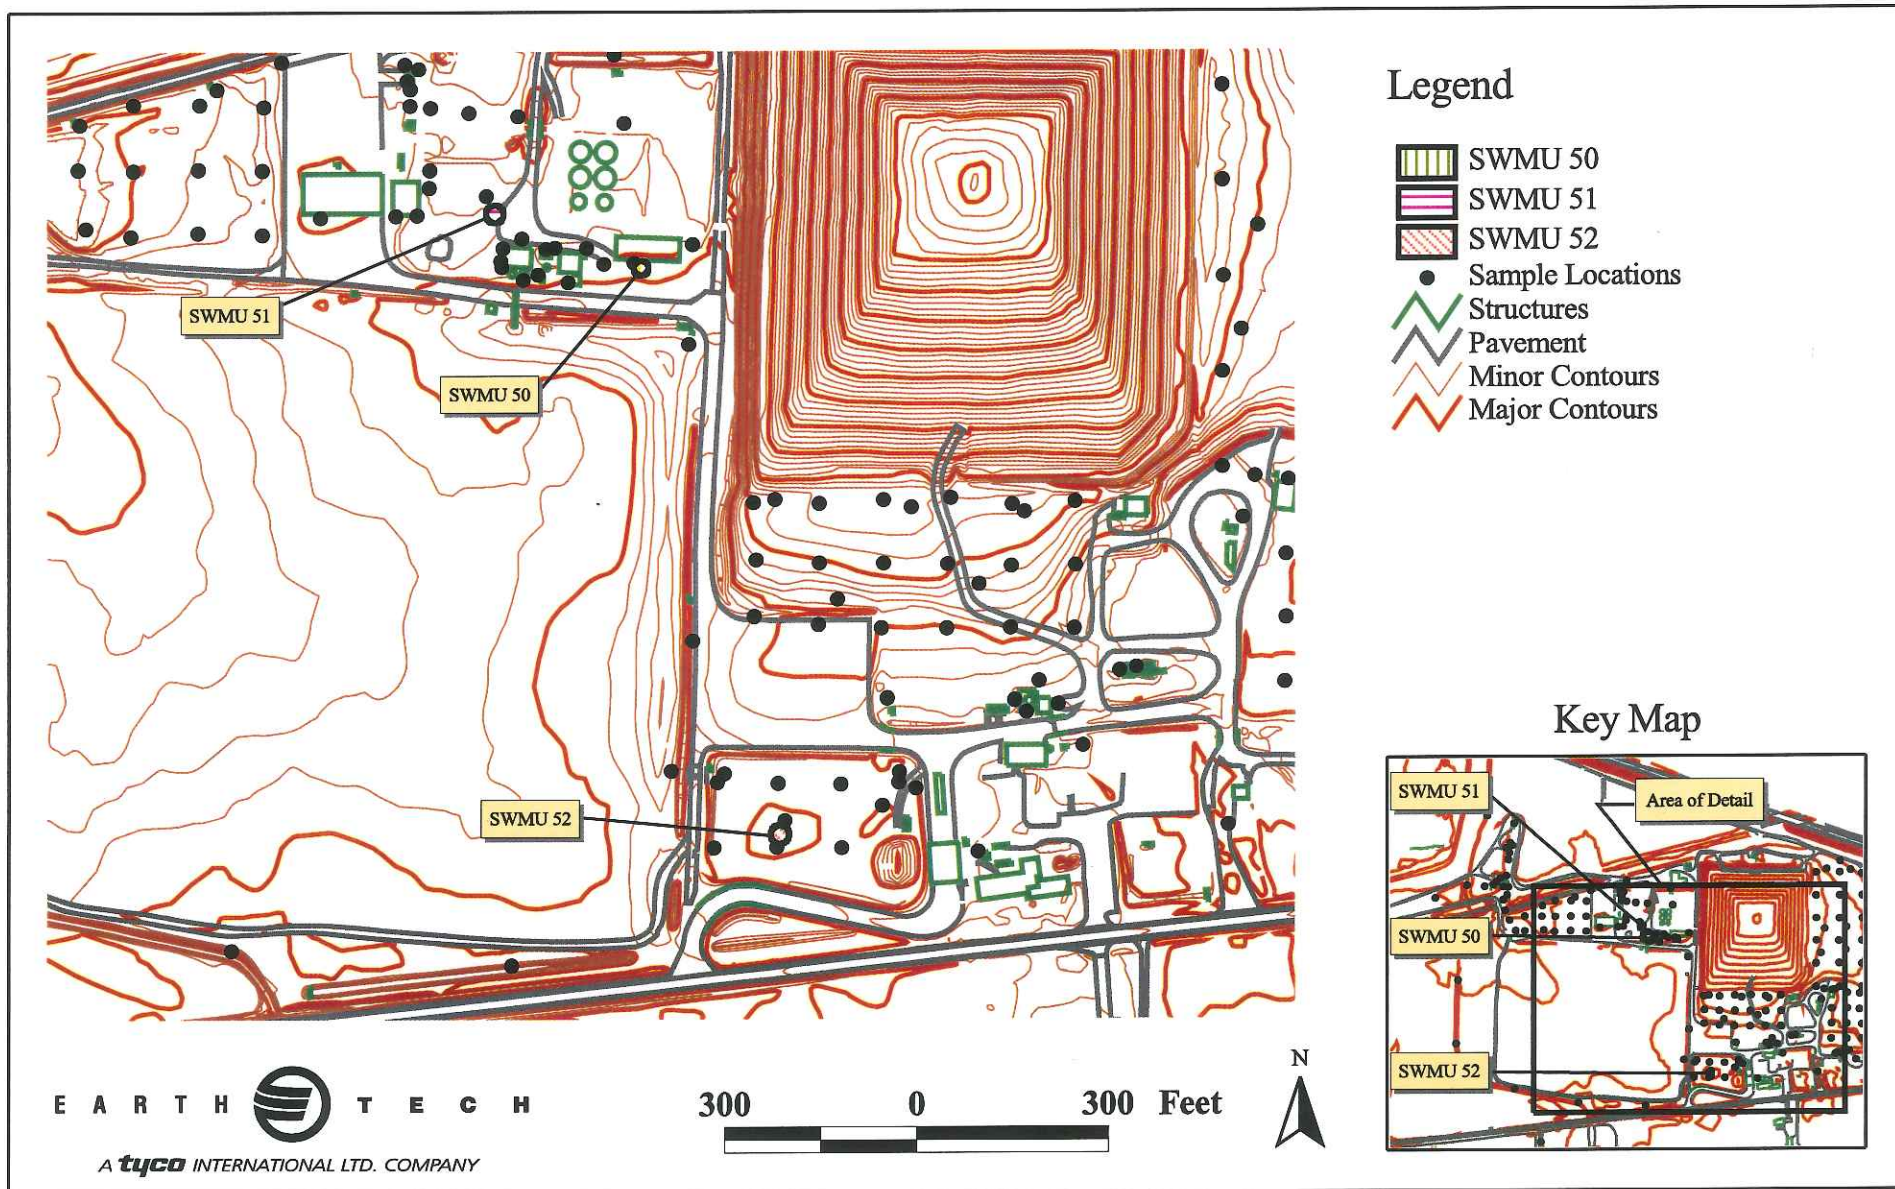 Legend
SWMU 50
SWMU 51
SWMU 52
Sample Locations
Structures
Pavement
Minor Contours
Major Contours
SWMU 51
SWMU 50
SWMU 52
Key Map
SWMU 51
Area of Detail
SWMU 50
SWMU 52
EARTH TECH
A tyco INTERNATIONAL LTD. COMPANY
300 0 300 Feet
N